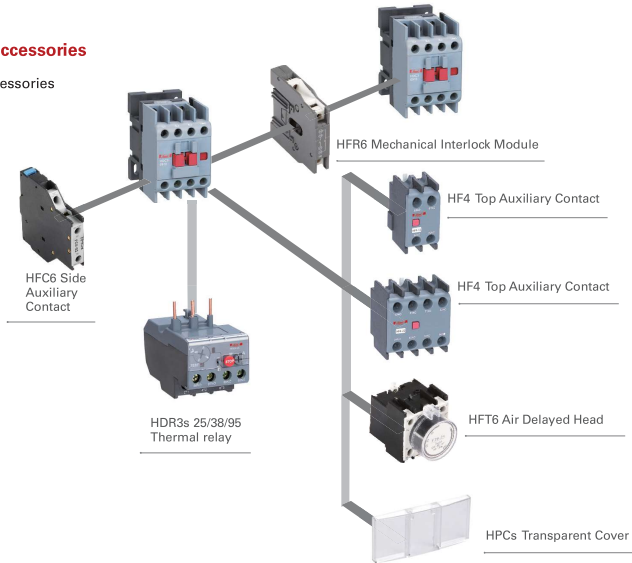 ccessories
essories
HFR6 Mechanical Interlock Module
HF4 Top Auxiliary Contact
HFC6 Side
Auxiliary
Contact
HF4 Top Auxiliary Contact
HDR3s 25/38/95
Thermal relay
HFT6 Air Delayed Head
HPCs Transparent Cover